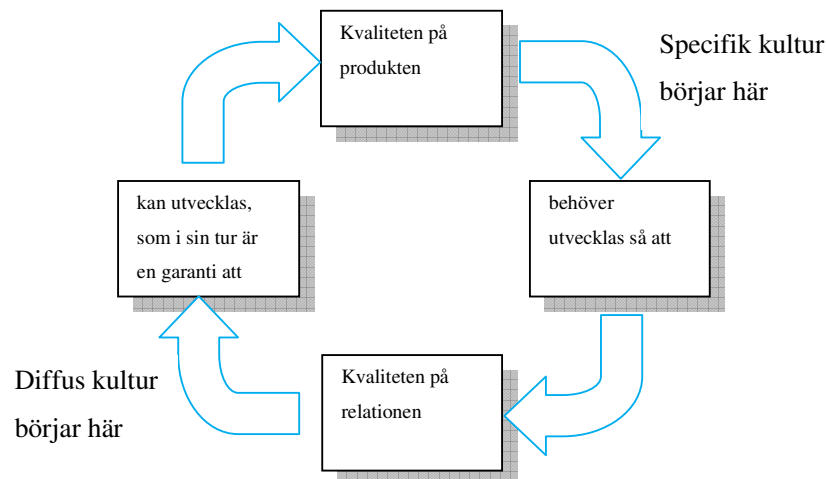 Kvaliteten på
produkten
Specifik kultur
börjar här
kan utvecklas,
som i sin tur är
en garanti att
behöver
utvecklas så att
Diffus kultur
börjar här
Kvaliteten på
relationen